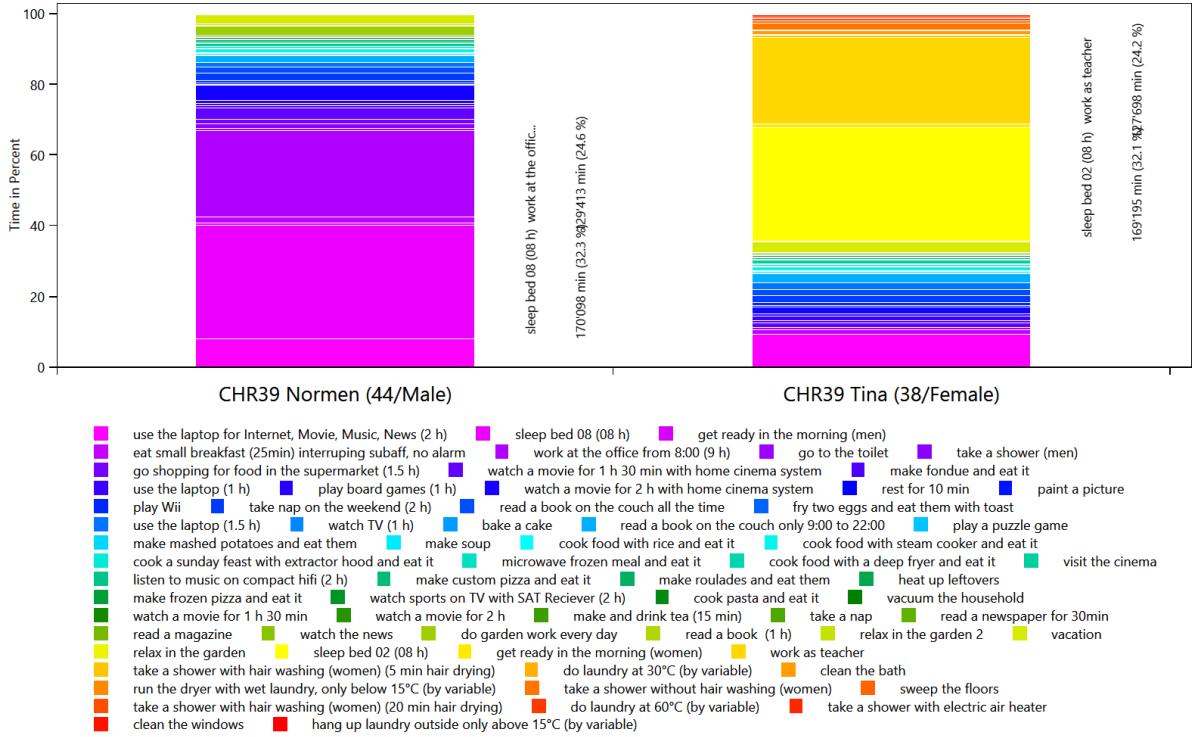 100
80
60
40
20
0
Time in Percent
sleep bed 08 (08 h) work at the offic...
170'098 min (32.3 %)
129'413 min (24.6 %)
sleep bed 02 (08 h) work as teacher
169'195 min (32.1 %)
127'698 min (24.2 %)
CHR39 Normen (44/Male) CHR39 Tina (38/Female)
use the laptop for Internet, Movie, Music, News (2 h) sleep bed 08 (08 h) get ready in the morning (men)
eat small breakfast (25min) interruping subaff, no alarm work at the office from 8:00 (9 h) go to the toilet take a shower (men)
go shopping for food in the supermarket (1.5 h) watch a movie for 1 h 30 min with home cinema system make fondue and eat it
use the laptop (1 h) play board games (1 h) watch a movie for 2 h with home cinema system rest for 10 min paint a picture
play Wii take nap on the weekend (2 h) read a book on the couch all the time fry two eggs and eat them with toast
use the laptop (1.5 h) watch TV (1 h) bake a cake read a book on the couch only 9:00 to 22:00 play a puzzle game
make mashed potatoes and eat them make soup cook food with rice and eat it cook food with steam cooker and eat it
cook a sunday feast with extractor hood and eat it microwave frozen meal and eat it cook food with a deep fryer and eat it visit the cinema
listen to music on compact hifi (2 h) make custom pizza and eat it make roulades and eat them heat up leftovers
make frozen pizza and eat it watch sports on TV with SAT Reciever (2 h) cook pasta and eat it vacuum the household
watch a movie for 1 h 30 min watch a movie for 2 h make and drink tea (15 min) take a nap read a newspaper for 30min
read a magazine watch the news do garden work every day read a book (1 h) relax in the garden 2 vacation
relax in the garden sleep bed 02 (08 h) get ready in the morning (women) work as teacher
take a shower with hair washing (women) (5 min hair drying) do laundry at 30°C (by variable) clean the bath
run the dryer with wet laundry, only below 15°C (by variable) take a shower without hair washing (women) sweep the floors
take a shower with hair washing (women) (20 min hair drying) do laundry at 60°C (by variable) take a shower with electric air heater
clean the windows hang up laundry outside only above 15°C (by variable)